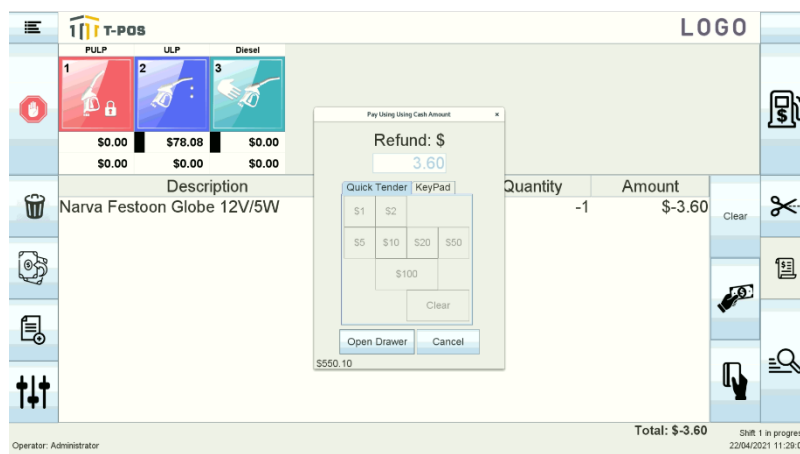 T-POS
LOGO
PULP ULP Diesel
1 2 3
$0.00 $78.08 $0.00
$0.00 $0.00 $0.00
Pay Using Using Cash Amount ×
Refund: $
3.60
Quick Tender KeyPad
$1 $2
$5 $10 $20 $50
$100
Clear
Open Drawer Cancel
$550.10
Description Quantity Amount
Narva Festoon Globe 12V/5W -1 $-3.60
Clear
Total: $-3.60
Operator: Administrator
Shift 1 in progres
22/04/2021 11:29:0